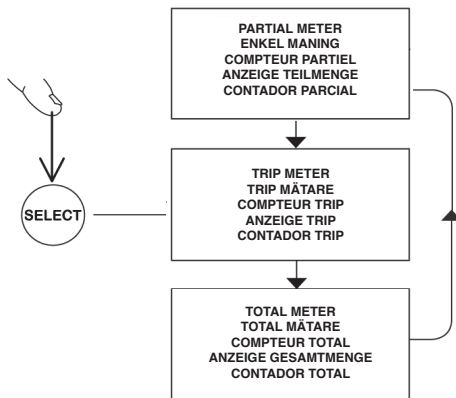 PARTIAL METER
ENKEL MANING
COMPTEUR PARTIEL
ANZEIGE TEILMENGE
CONTADOR PARCIAL
SELECT
TRIP METER
TRIP MÄTARE
COMPTEUR TRIP
ANZEIGE TRIP
CONTADOR TRIP
TOTAL METER
TOTAL MÄTARE
COMPTEUR TOTAL
ANZEIGE GESAMTMENGE
CONTADOR TOTAL